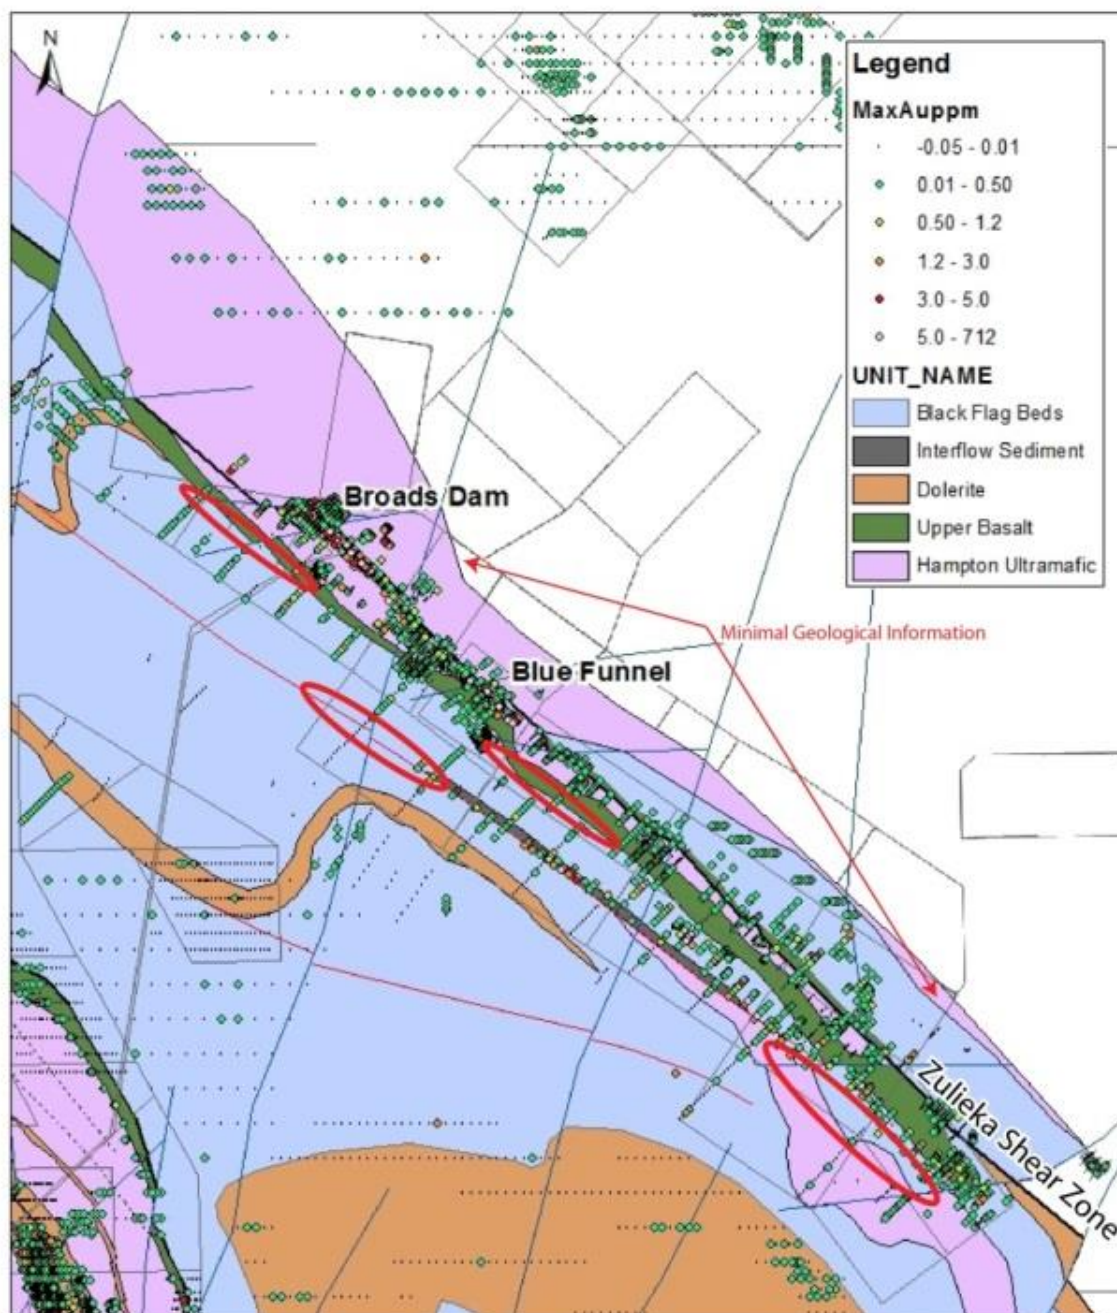 N
Legend
MaxAuppm
-0.05 - 0.01
0.01 - 0.50
0.50 - 1.2
1.2 - 3.0
3.0 - 5.0
5.0 - 712
UNIT_NAME
Black Flag Beds
Interflow Sediment
Dolerite
Upper Basalt
Hampton Ultramafic
Broads Dam
Minimal Geological Information
Blue Funnel
Zulieka Shear Zone